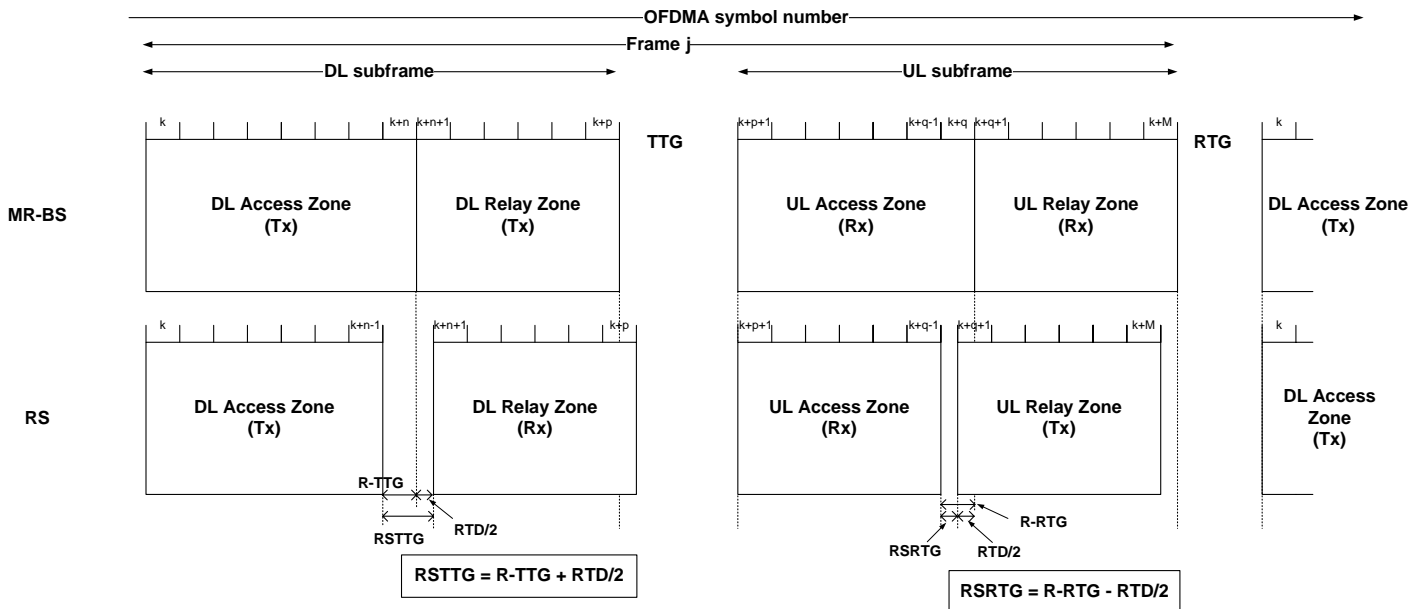 OFDMA symbol number
Frame j
DL subframe
UL subframe
k
k+n
k+n+1
k+p
TTG
k+p+1
k+q-1
k+q
k+q+1
k+M
RTG
k
MR-BS
DL Access Zone
(Tx)
DL Relay Zone
(Tx)
UL Access Zone
(Rx)
UL Relay Zone
(Rx)
DL Access Zone
(Tx)
k
k+n-1
k+n+1
k+p
k+p+1
k+q-1
k+q+1
k+M
k
RS
DL Access Zone
(Tx)
DL Relay Zone
(Rx)
UL Access Zone
(Rx)
UL Relay Zone
(Tx)
DL Access
Zone
(Tx)
R-TTG
RTD/2
RSTTG
R-RTG
RSRTG
RTD/2
RSTTG = R-TTG + RTD/2
RSRTG = R-RTG - RTD/2